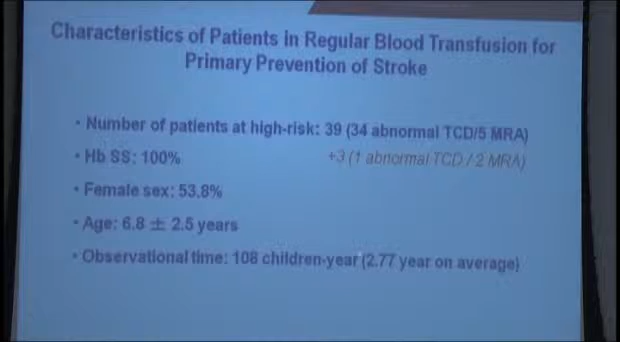 Characteristics of Patients in Regular Blood Transfusion for
Primary Prevention of Stroke
• Number of patients at high-risk: 39 (34 abnormal TCD/5 MRA)
• Hb SS: 100% +3 (1 abnormal TCD / 2 MRA)
• Female sex: 53,8%
• Age: 6.8 ± 2.5 years
• Observational time: 108 children-year (2.77 year on average)